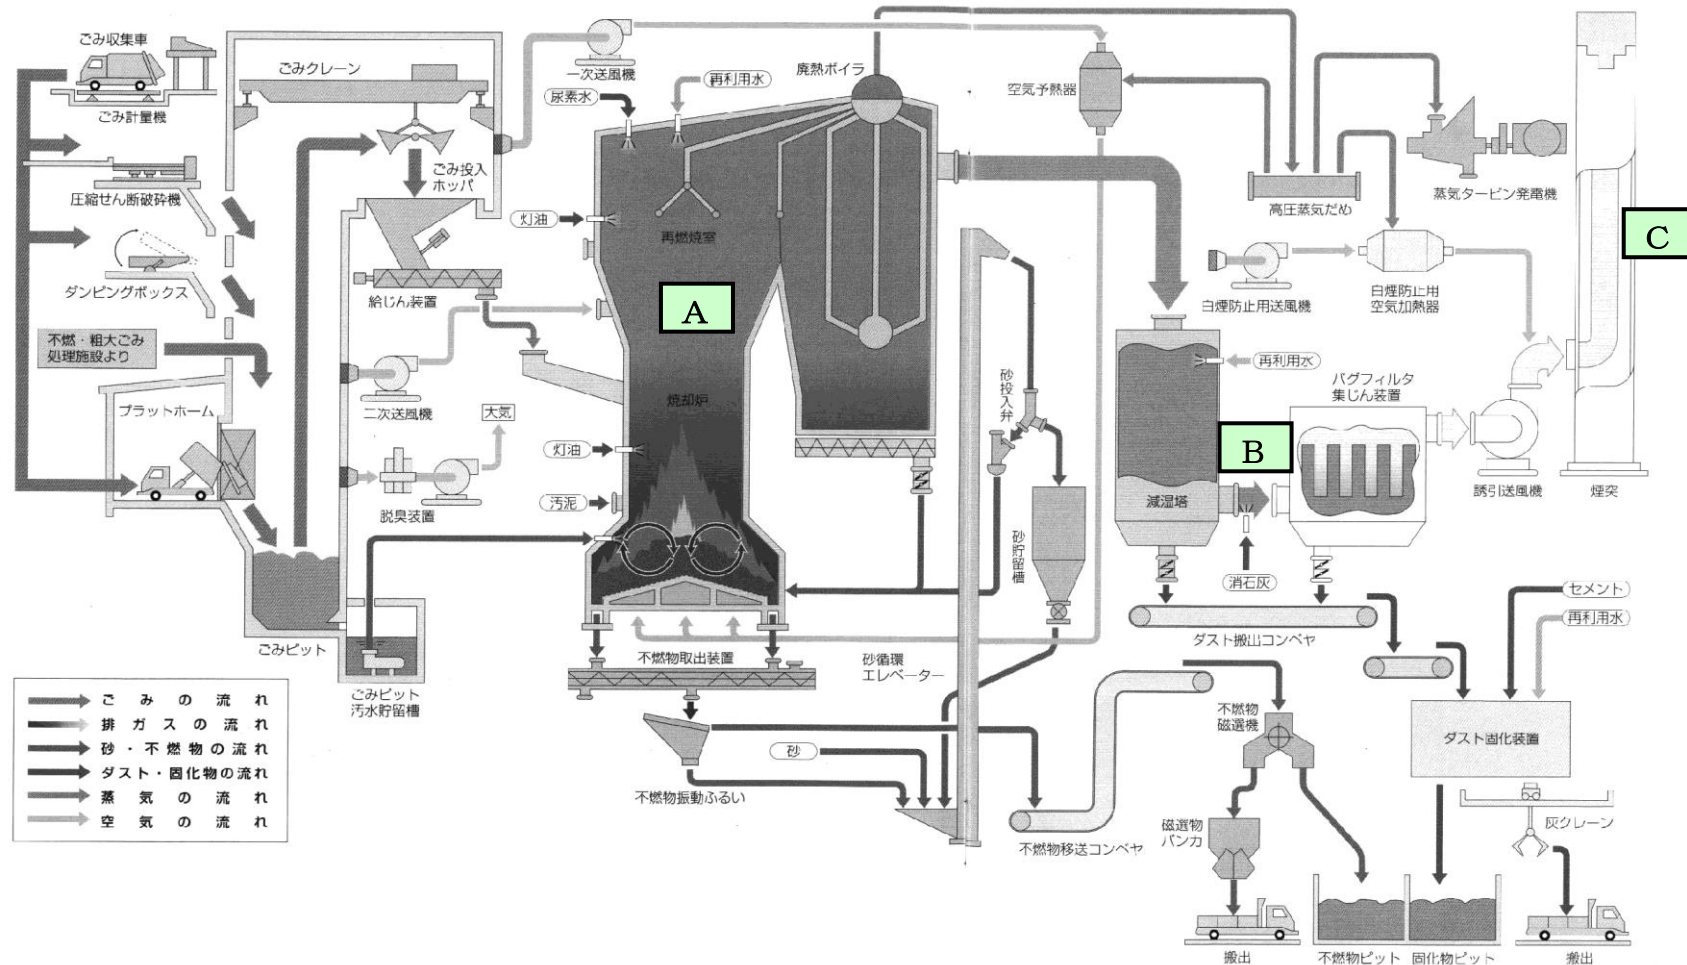 ごみ収集車
ごみ計量機
圧縮せん断破砕機
ダンピングボックス
不燃・粗大ごみ
処理施設より
プラットホーム
ごみクレーン
ごみ投入
ホッパ
給じん装置
一次送風機
二次送風機
大気
脱臭装置
ごみピット
ごみピット
汚水貯留槽
尿素水
再利用水
廃熱ボイラ
灯油
再燃焼室
A
焼却炉
灯油
汚泥
不燃物取出装置
不燃物振動ふるい
砂
砂循環
エレベーター
砂投入弁
砂貯留槽
空気予熱器
高圧蒸気だめ
蒸気タービン発電機
白煙防止用送風機
白煙防止用
空気加熱器
C
再利用水
減湿塔
B
消石灰
バグフィルタ
集じん装置
誘引送風機
煙突
ダスト搬出コンベヤ
セメント
再利用水
ダスト固化装置
灰クレーン
不燃物移送コンベヤ
不燃物
磁選機
磁選物
バンカ
搬出
不燃物ピット
固化物ピット
搬出
ごみの流れ
排ガスの流れ
砂・不燃物の流れ
ダスト・固化物の流れ
蒸気の流れ
空気の流れ